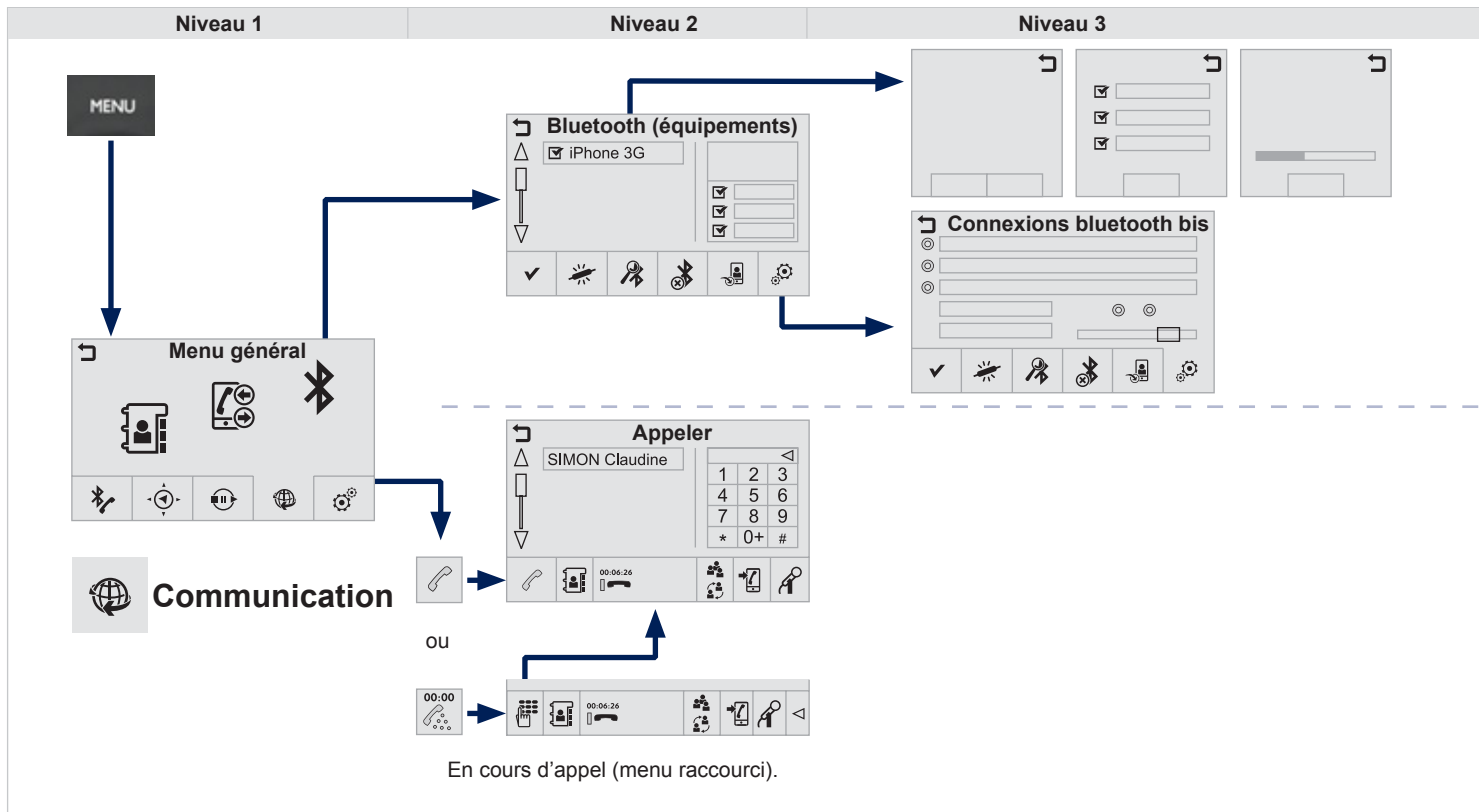 Niveau 1
Niveau 2
Niveau 3
MENU
Bluetooth (équipements)
iPhone 3G
Connexions bluetooth bis
Menu général
Appeler
SIMON Claudine
1 2 3
4 5 6
7 8 9
* 0+ #
00:06:26
Communication
ou
00:00
00:06:26
En cours d’appel (menu raccourci).